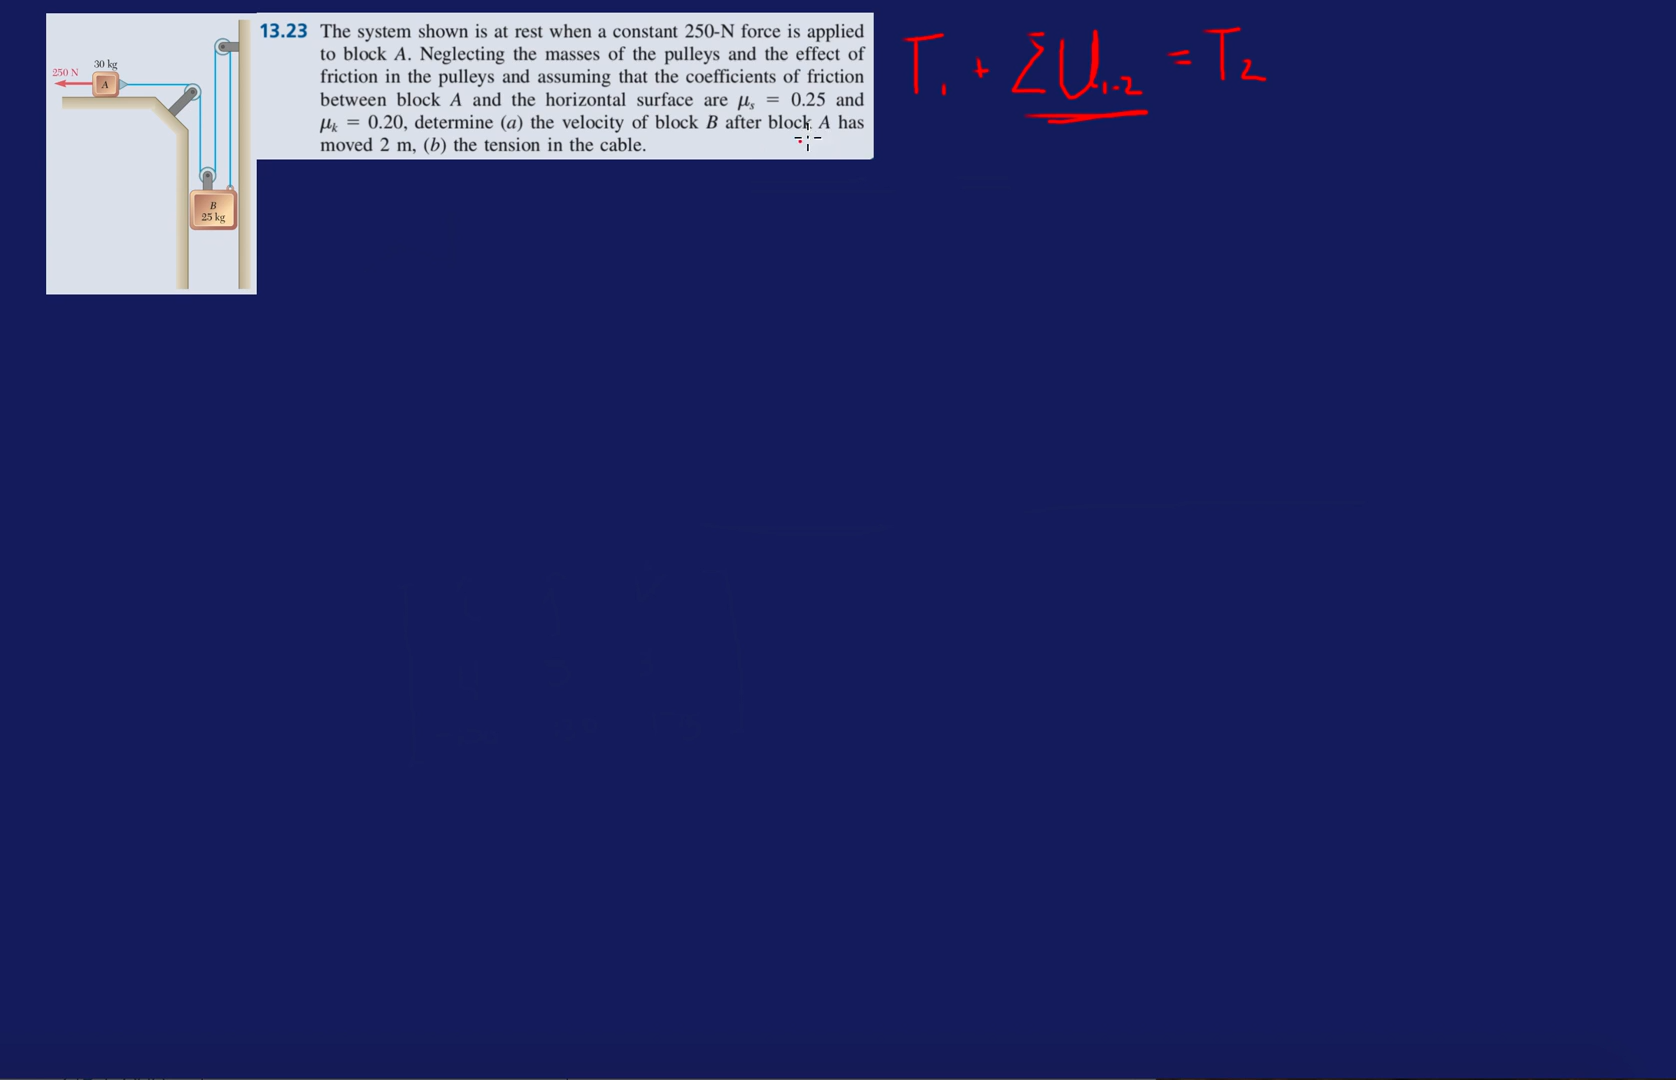 250 N
30 kg
A
B
25 kg
13.23 The system shown is at rest when a constant 250-N force is applied
to block A. Neglecting the masses of the pulleys and the effect of
friction in the pulleys and assuming that the coefficients of friction
between block A and the horizontal surface are μs = 0.25 and
μk = 0.20, determine (a) the velocity of block B after block A has
moved 2 m, (b) the tension in the cable.
T₁ + ΣU₁₋₂ = T₂